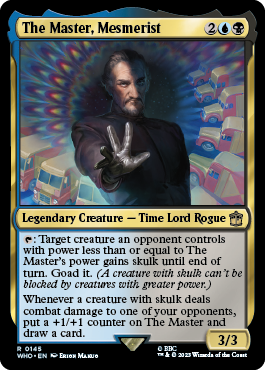 The Master, Mesmerist 2
Legendary Creature — Time Lord Rogue
: Target creature an opponent controls
with power less than or equal to The
Master's power gains skulk until end of
turn. Goad it. (A creature with skulk can't be
blocked by creatures with greater power.)
Whenever a creature with skulk deals
combat damage to one of your opponents,
put a +1/+1 counter on The Master and
draw a card.
3/3
R 0145
WHO • EN
© BBC
™ & © 2023 Wizards of the Coast